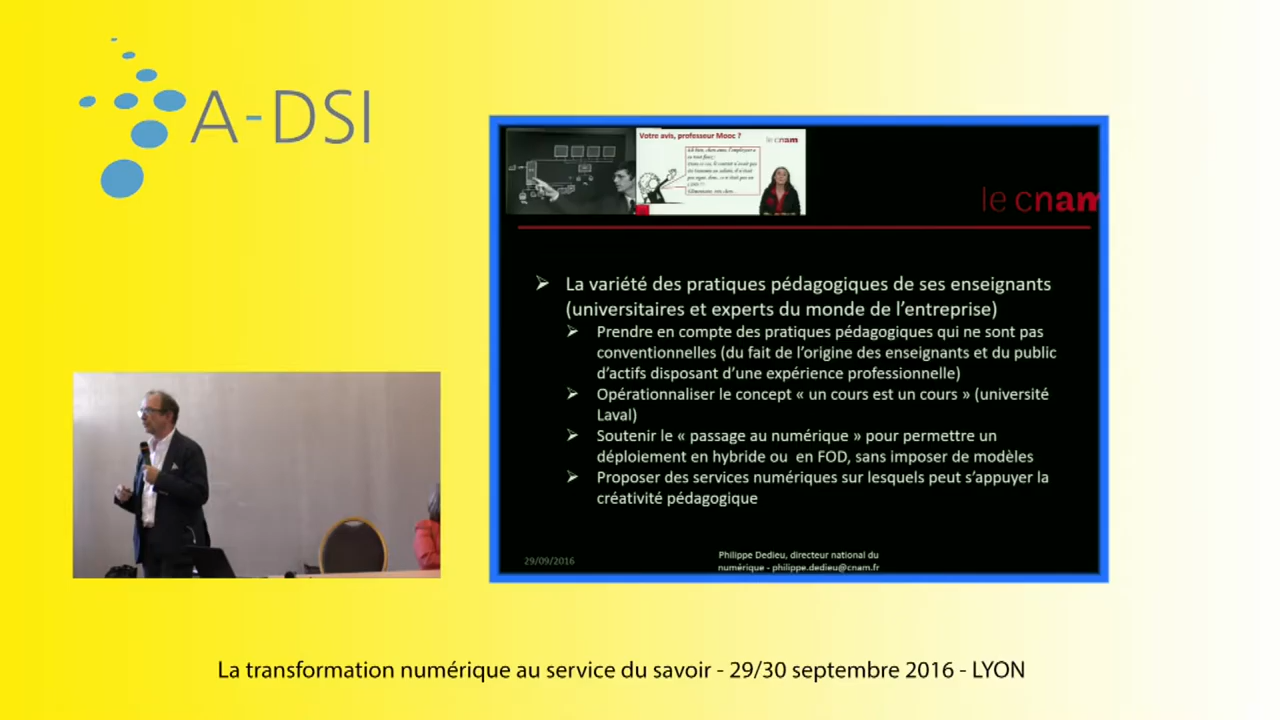 A-DSI
Votre avis, professeur Mooc ?
le cnam
le cnam
La variété des pratiques pédagogiques de ses enseignants
(universitaires et experts du monde de l'entreprise)
Prendre en compte des pratiques pédagogiques qui ne sont pas
conventionnelles (du fait de l'origine des enseignants et du public
d'actifs disposant d'une expérience professionnelle)
Opérationnaliser le concept « un cours est un cours » (université
Laval)
Soutenir le « passage au numérique » pour permettre un
déploiement en hybride ou en FOD, sans imposer de modèles
Proposer des services numériques sur lesquels peut s'appuyer la
créativité pédagogique
29/09/2016
Philippe Dedieu, directeur national du
numérique - philippe.dedieu@cnam.fr
La transformation numérique au service du savoir - 29/30 septembre 2016 - LYON